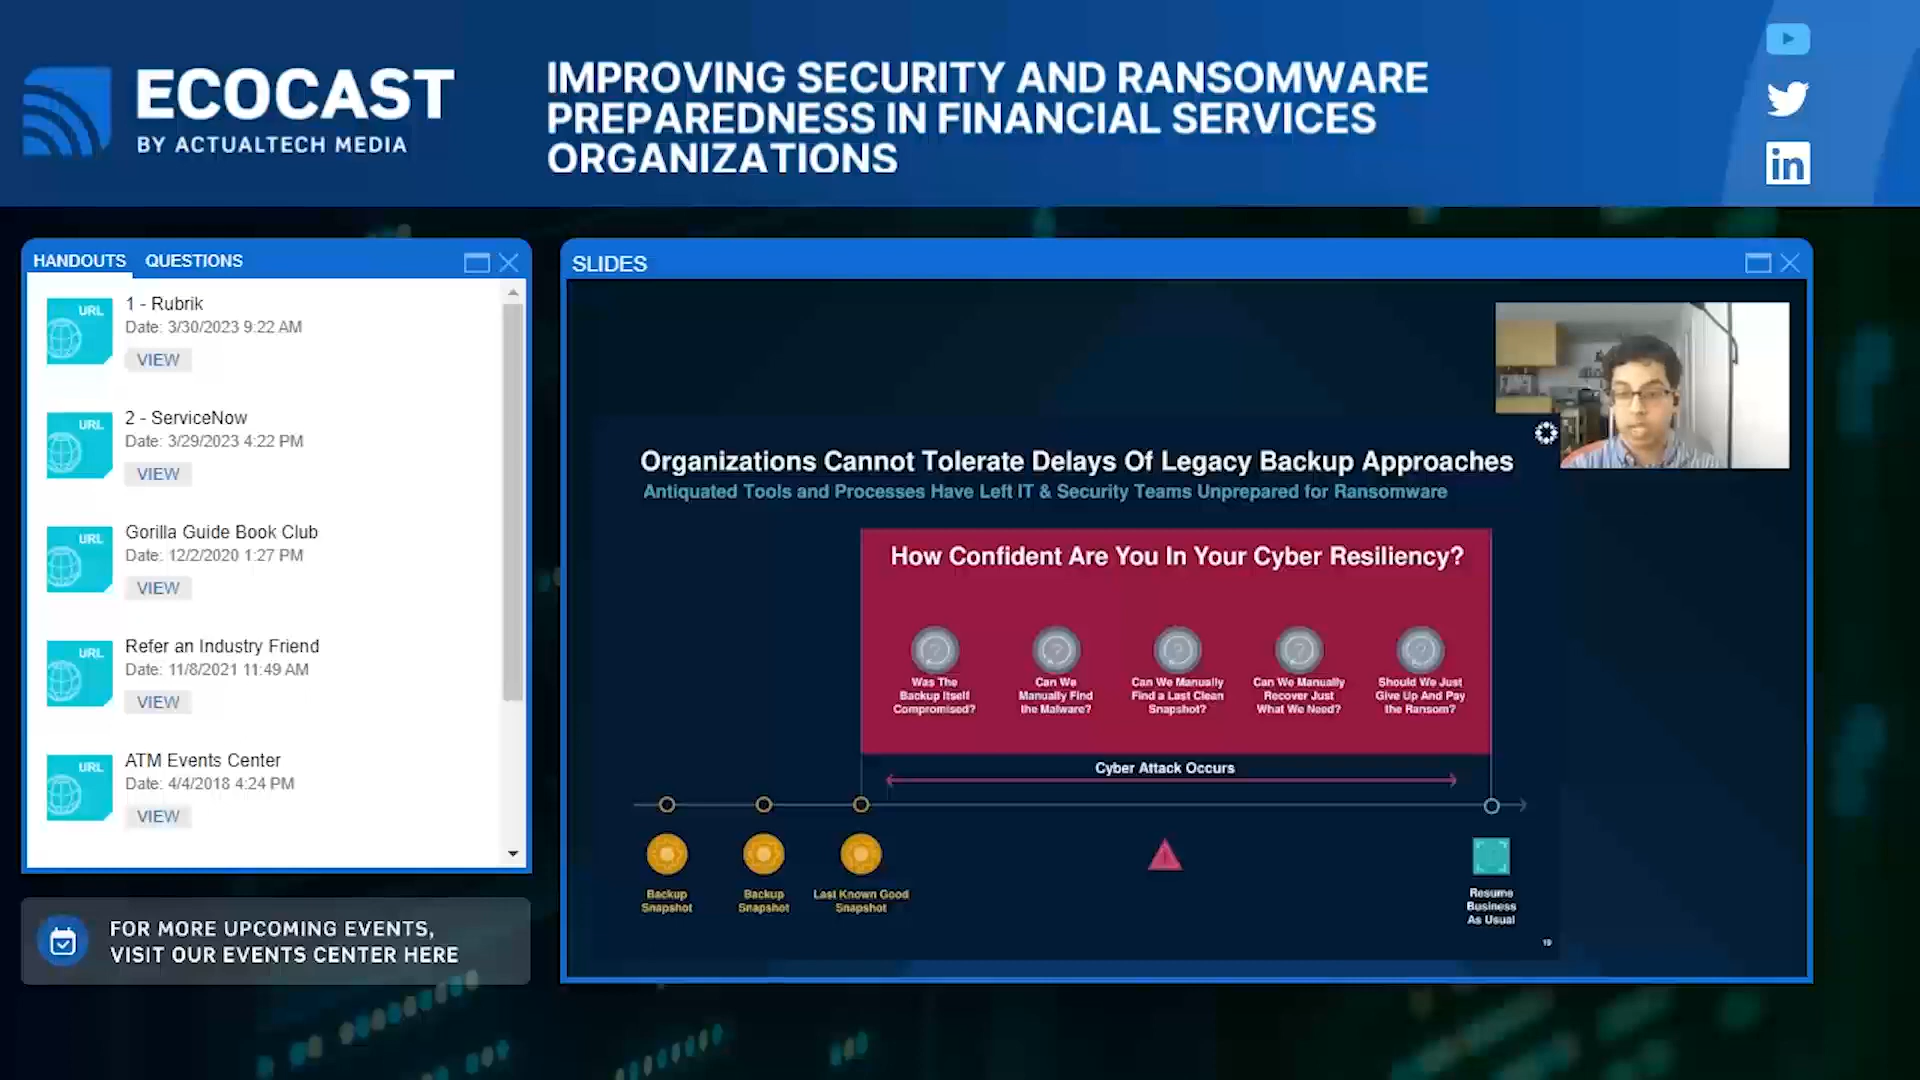 ECOCAST
BY ACTUALTECH MEDIA
IMPROVING SECURITY AND RANSOMWARE
PREPAREDNESS IN FINANCIAL SERVICES
ORGANIZATIONS
in
HANDOUTS
QUESTIONS
URL
1 - Rubrik
Date: 3/30/2023 9:22 AM
VIEW
URL
2 - ServiceNow
Date: 3/29/2023 4:22 PM
VIEW
URL
Gorilla Guide Book Club
Date: 12/2/2020 1:27 PM
VIEW
URL
Refer an Industry Friend
Date: 11/8/2021 11:49 AM
VIEW
URL
ATM Events Center
Date: 4/4/2018 4:24 PM
VIEW
FOR MORE UPCOMING EVENTS,
VISIT OUR EVENTS CENTER HERE
SLIDES
Organizations Cannot Tolerate Delays Of Legacy Backup Approaches
Antiquated Tools and Processes Have Left IT & Security Teams Unprepared for Ransomware
How Confident Are You In Your Cyber Resiliency?
Was The
Backup Itself
Compromised?
Can We
Manually Find
the Malware?
Can We Manually
Find a Last Clean
Snapshot?
Can We Manually
Recover Just
What We Need?
Should We Just
Give Up And Pay
the Ransom?
Cyber Attack Occurs
Backup
Snapshot
Backup
Snapshot
Last Known Good
Snapshot
Resume
Business
As Usual
19